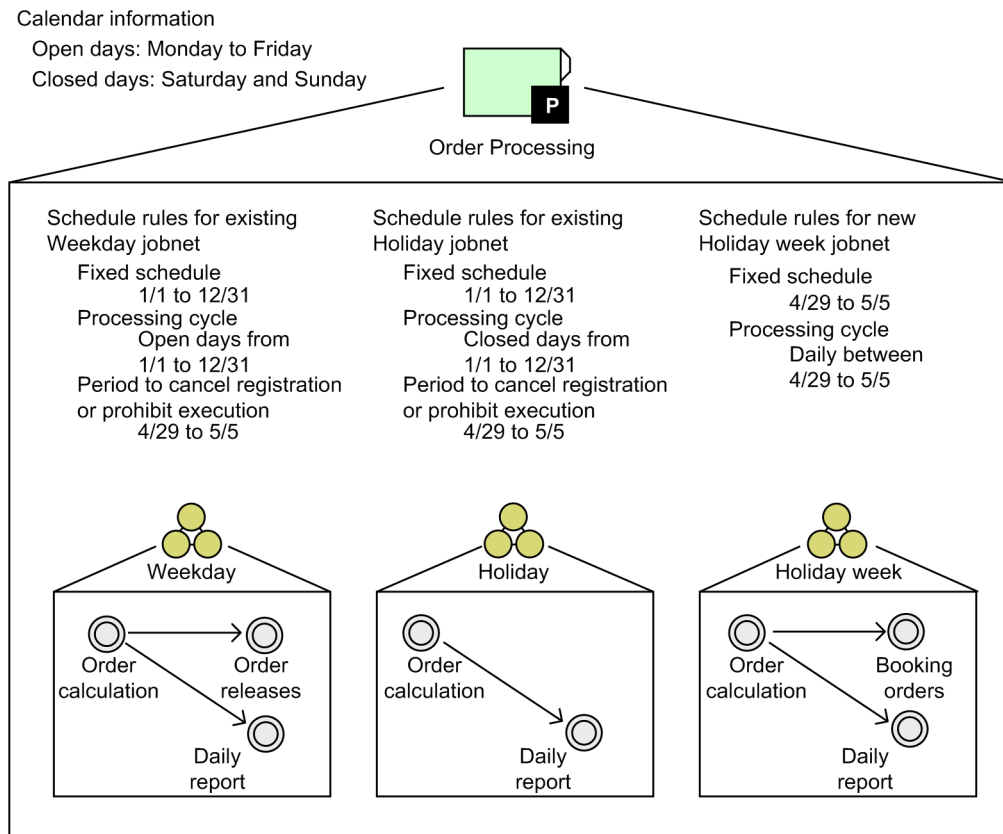 Calendar information
Open days: Monday to Friday
Closed days: Saturday and Sunday
P
Order Processing
Schedule rules for existing
Weekday jobnet
Fixed schedule
1/1 to 12/31
Processing cycle
Open days from
1/1 to 12/31
Period to cancel registration
or prohibit execution
4/29 to 5/5
Schedule rules for existing
Holiday jobnet
Fixed schedule
1/1 to 12/31
Processing cycle
Closed days from
1/1 to 12/31
Period to cancel registration
or prohibit execution
4/29 to 5/5
Schedule rules for new
Holiday week jobnet
Fixed schedule
4/29 to 5/5
Processing cycle
Daily between
4/29 to 5/5
Weekday
Order
calculation
Order
releases
Daily
report
Holiday
Order
calculation
Daily
report
Holiday week
Order
calculation
Booking
orders
Daily
report